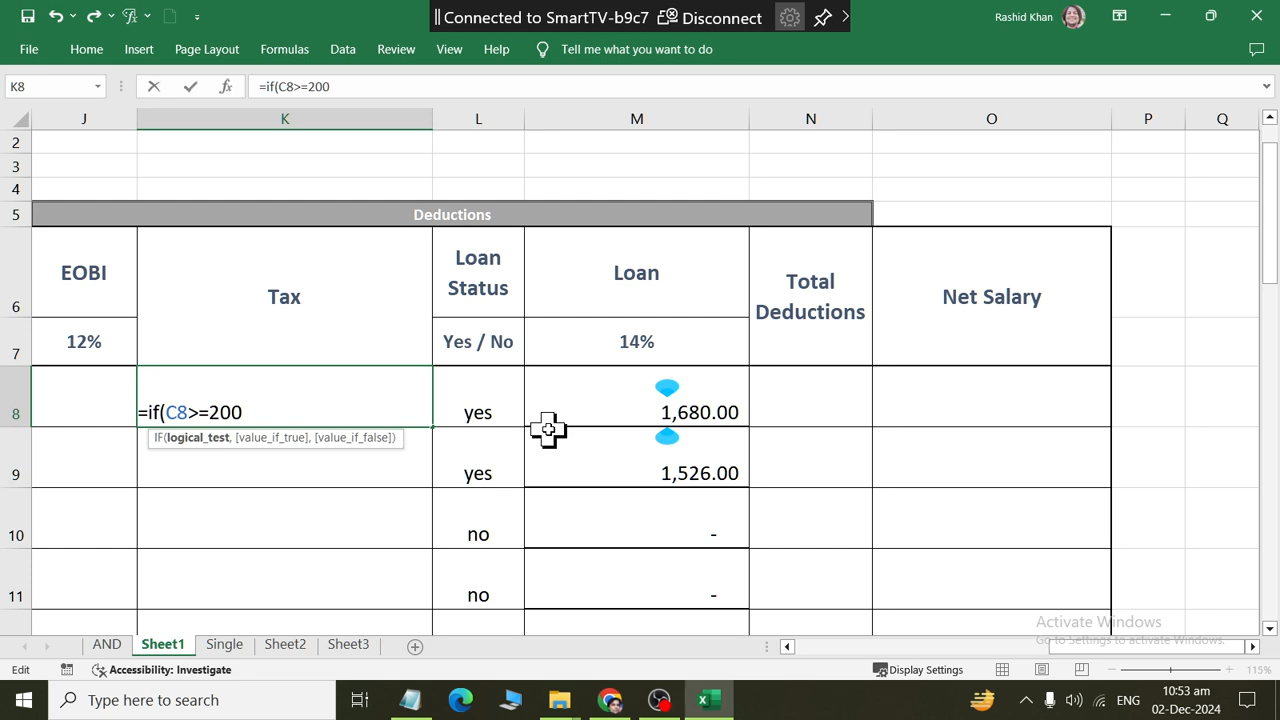 Connected to SmartTV-b9c7 Disconnect
Rashid Khan
File Home Insert Page Layout Formulas Data Review View Help Tell me what you want to do
K8 fx =if(C8>=200
J K L M N O P Q
2
3
4
5 Deductions
6 EOBI Tax Loan Status Loan Total Deductions Net Salary
7 12% Yes / No 14%
8 =if(C8>=200 yes 1,680.00
IF(logical_test, [value_if_true], [value_if_false])
9 yes 1,526.00
10 no -
11 no -
Activate Windows
Go to Settings to activate Windows.
AND Sheet1 Single Sheet2 Sheet3
Edit Accessibility: Investigate Display Settings 115%
Type here to search ENG 10:53 am
02-Dec-2024